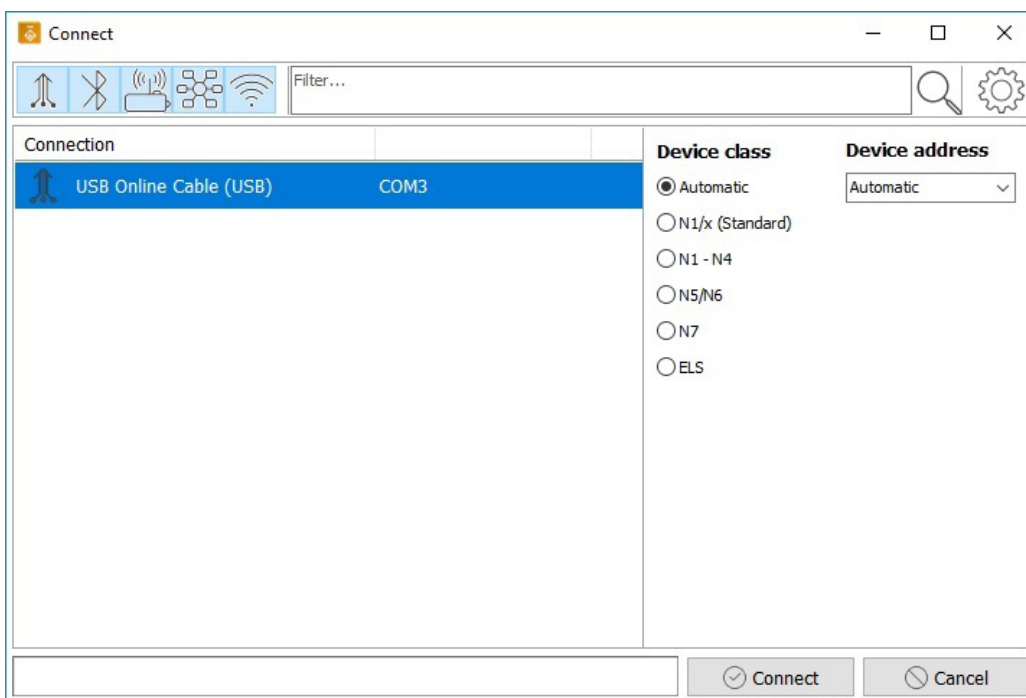 Connect
Filter...
Connection
USB Online Cable (USB) COM3
Device class
Automatic
N1/x (Standard)
N1 - N4
N5/N6
N7
ELS
Device address
Automatic
Connect
Cancel